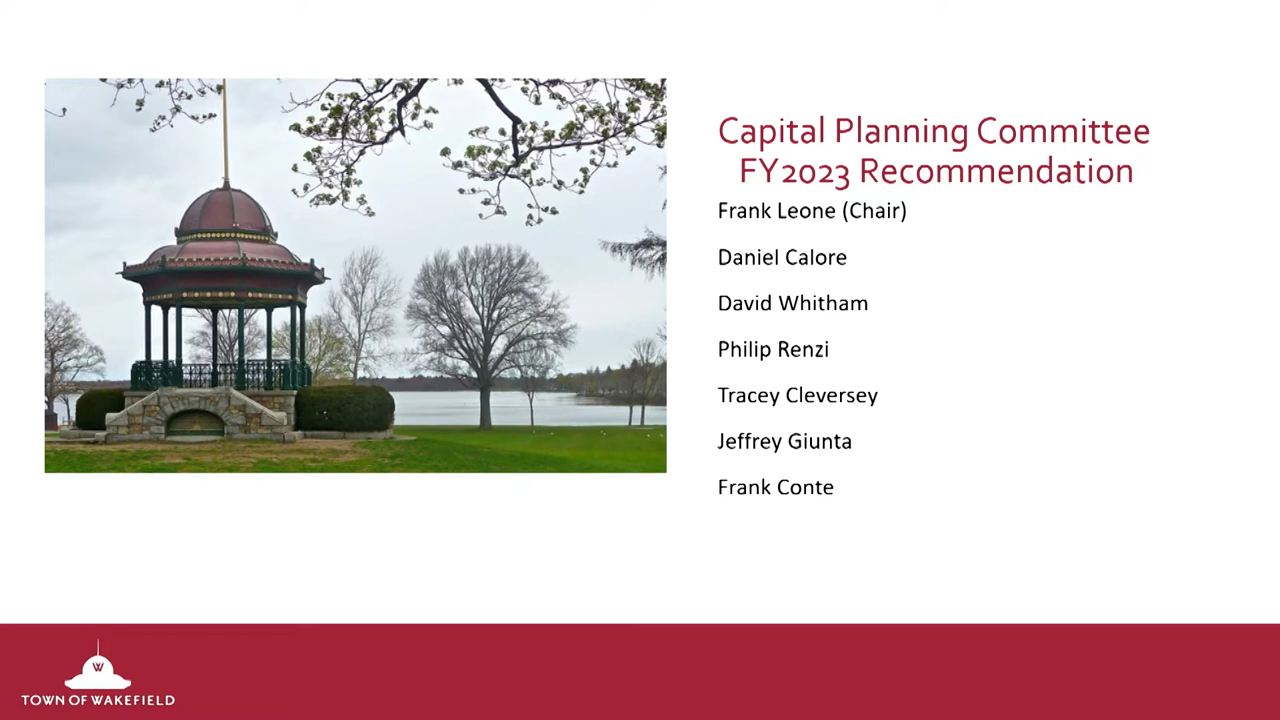 Capital Planning Committee
FY2023 Recommendation
Frank Leone (Chair)
Daniel Calore
David Whitham
Philip Renzi
Tracey Cleversey
Jeffrey Giunta
Frank Conte
W
TOWN OF WAKEFIELD